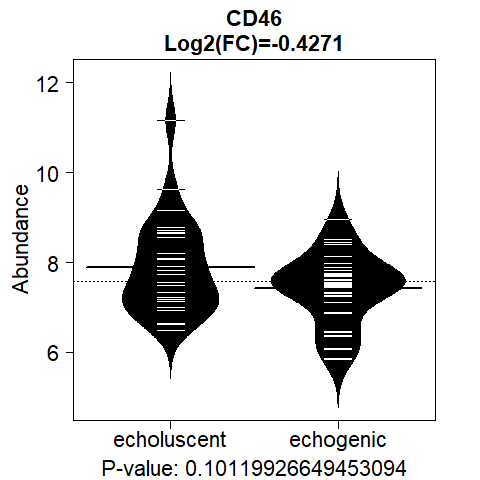 CD46
Log2(FC)=-0.4271
12
10
8
6
Abundance
echoluscent echogenic
P-value: 0.10119926649453094